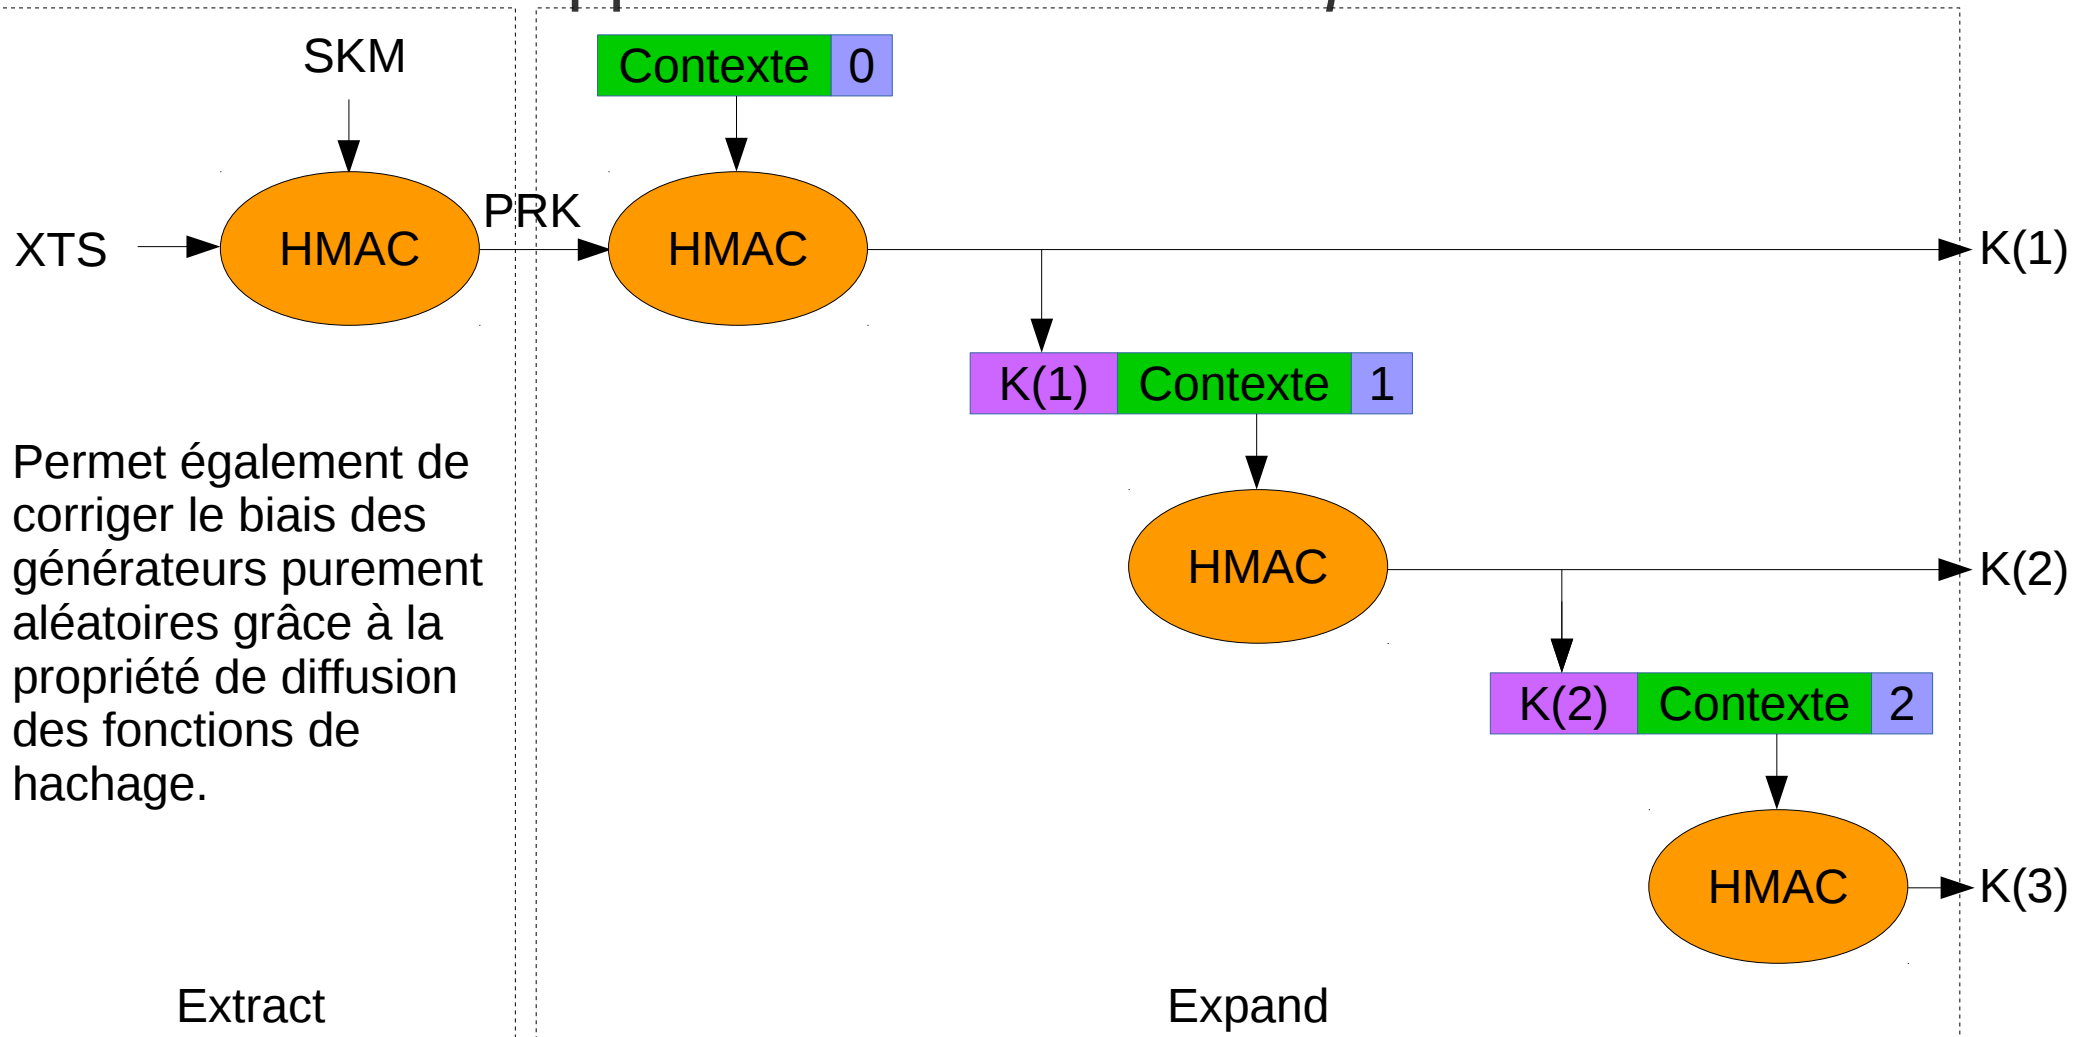 SKM
Contexte 0
XTS
HMAC
PRK
HMAC
K(1)
K(1) Contexte 1
Permet également de
corriger le biais des
générateurs purement
aléatoires grâce à la
propriété de diffusion
des fonctions de
hachage.
HMAC
K(2)
K(2) Contexte 2
HMAC
K(3)
Extract
Expand